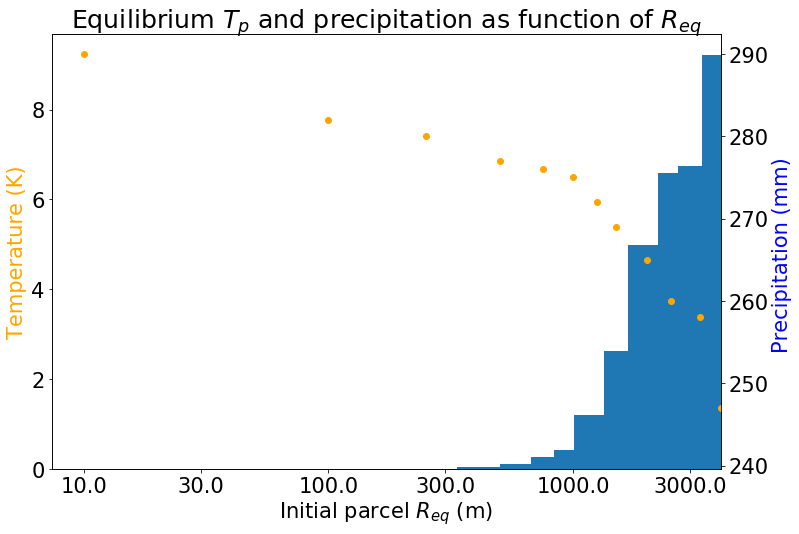 Equilibrium $T_p$ and precipitation as function of $R_{eq}$
8
6
4
2
0
Temperature (K)
290
280
270
260
250
240
Precipitation (mm)
10.0 30.0 100.0 300.0 1000.0 3000.0
Initial parcel $R_{eq}$ (m)